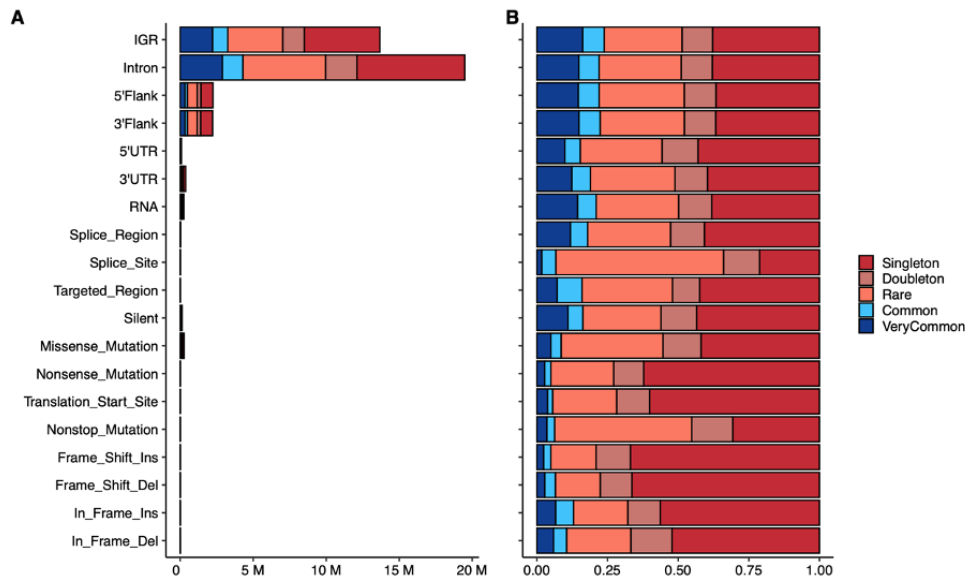 A
B
IGR
Intron
5'Flank
3'Flank
5'UTR
3'UTR
RNA
Splice_Region
Splice_Site
Targeted_Region
Silent
Missense_Mutation
Nonsense_Mutation
Translation_Start_Site
Nonstop_Mutation
Frame_Shift_Ins
Frame_Shift_Del
In_Frame_Ins
In_Frame_Del
0 5 M 10 M 15 M 20 M
0.00 0.25 0.50 0.75 1.00
Singleton
Doubleton
Rare
Common
VeryCommon